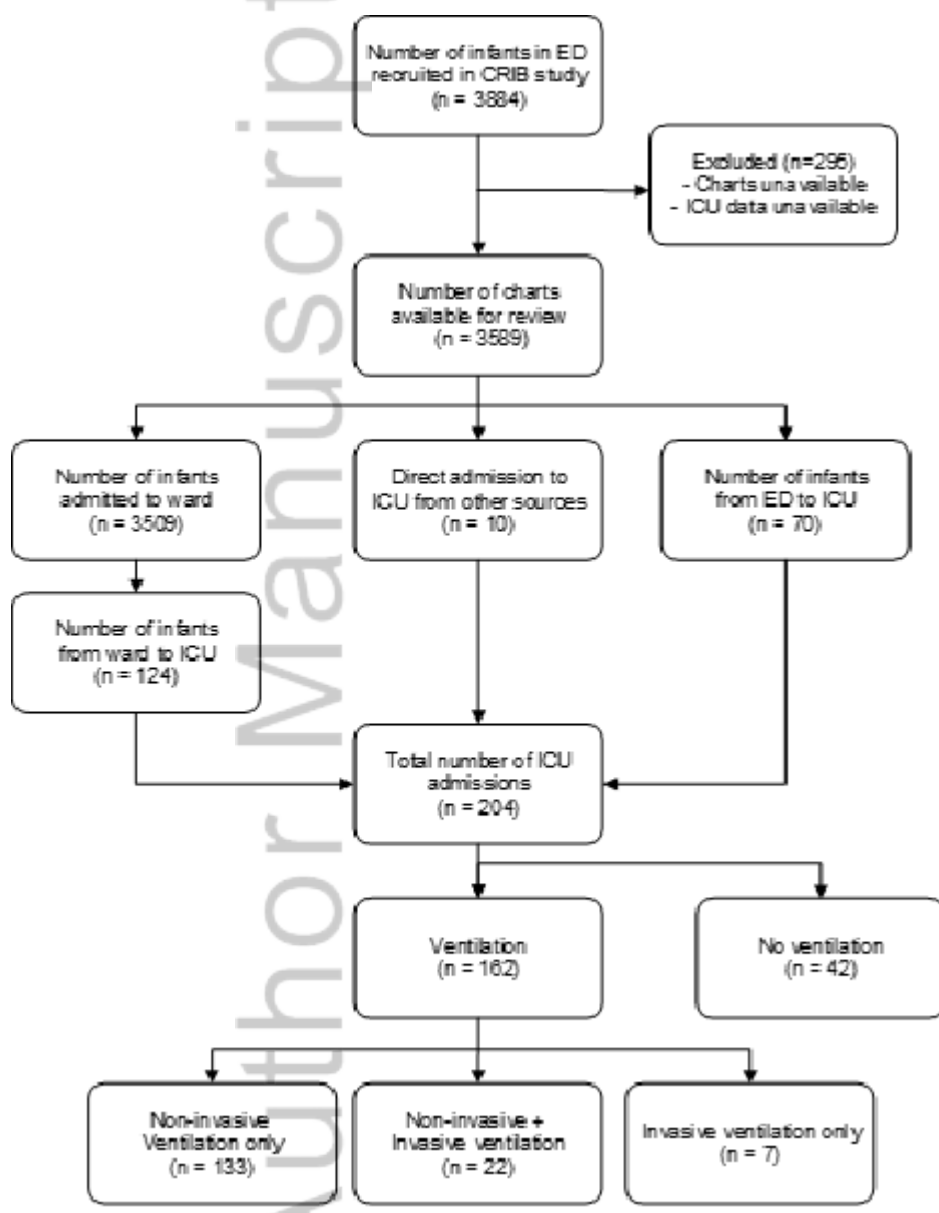 Number of infants in ED
recruited in CRIB study
(n = 3884)
Excluded (n=295)
- Charts unavailable
- ICU data unavailable
Number of charts
available for review
(n = 3589)
Number of infants
admitted to ward
(n = 3509)
Direct admission to
ICU from other sources
(n = 10)
Number of infants
from ED to ICU
(n = 70)
Number of infants
from ward to ICU
(n = 124)
Total number of ICU
admissions
(n = 204)
Ventilation
(n = 162)
No ventilation
(n = 42)
Non-invasive
Ventilation only
(n = 133)
Non-invasive +
Invasive ventilation
(n = 22)
Invasive ventilation only
(n = 7)
Author Manuscript